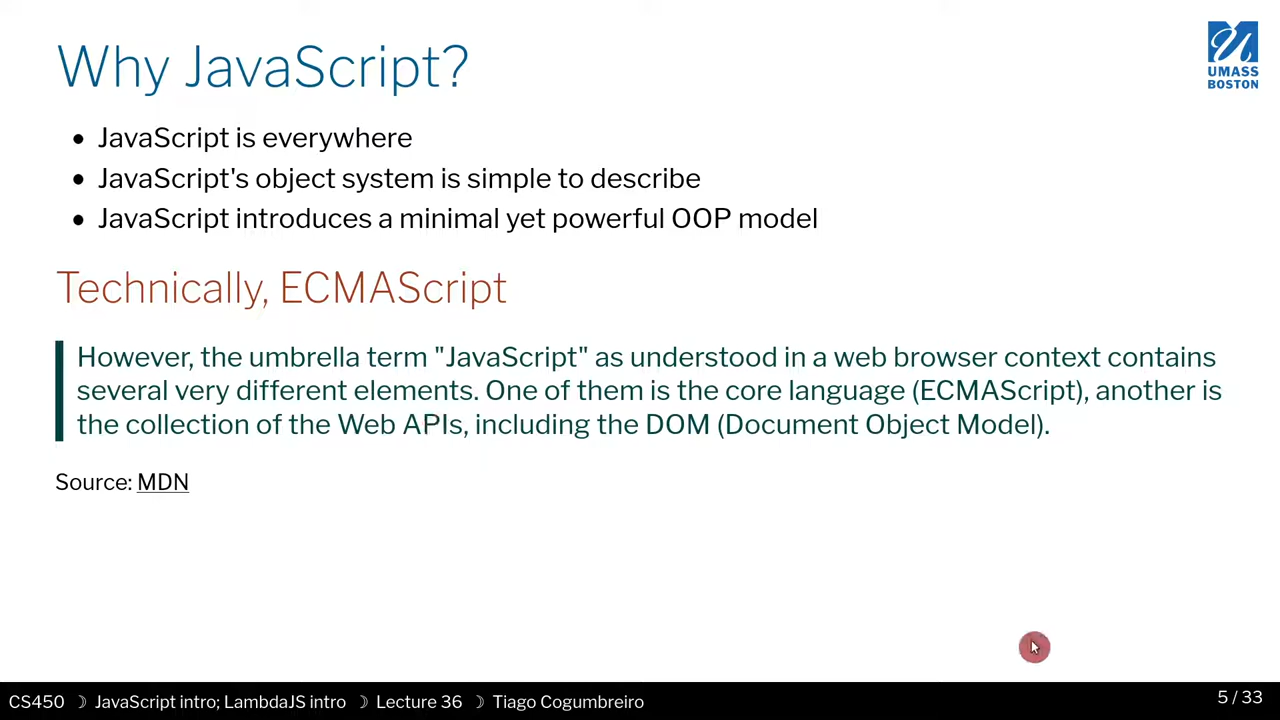 Why JavaScript?
UMASS
BOSTON
• JavaScript is everywhere
• JavaScript's object system is simple to describe
• JavaScript introduces a minimal yet powerful OOP model
Technically, ECMAScript
However, the umbrella term "JavaScript" as understood in a web browser context contains
several very different elements. One of them is the core language (ECMAScript), another is
the collection of the Web APIs, including the DOM (Document Object Model).
Source: MDN
CS450 ☽ JavaScript intro; LambdaJS intro ☽ Lecture 36 ☽ Tiago Cogumbreiro
5 / 33